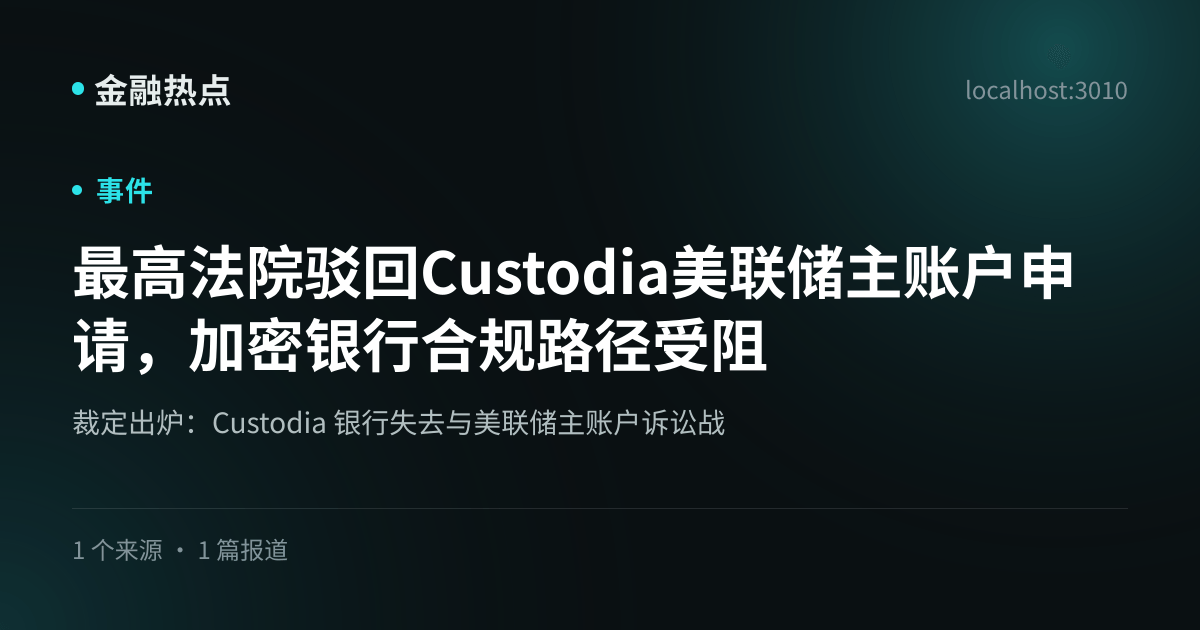 金融热点
localhost:3010
事件
最高法院驳回Custodia美联储主账户申
请，加密银行合规路径受阻
裁定出炉：Custodia 银行失去与美联储主账户诉讼战
1 个来源 · 1 篇报道